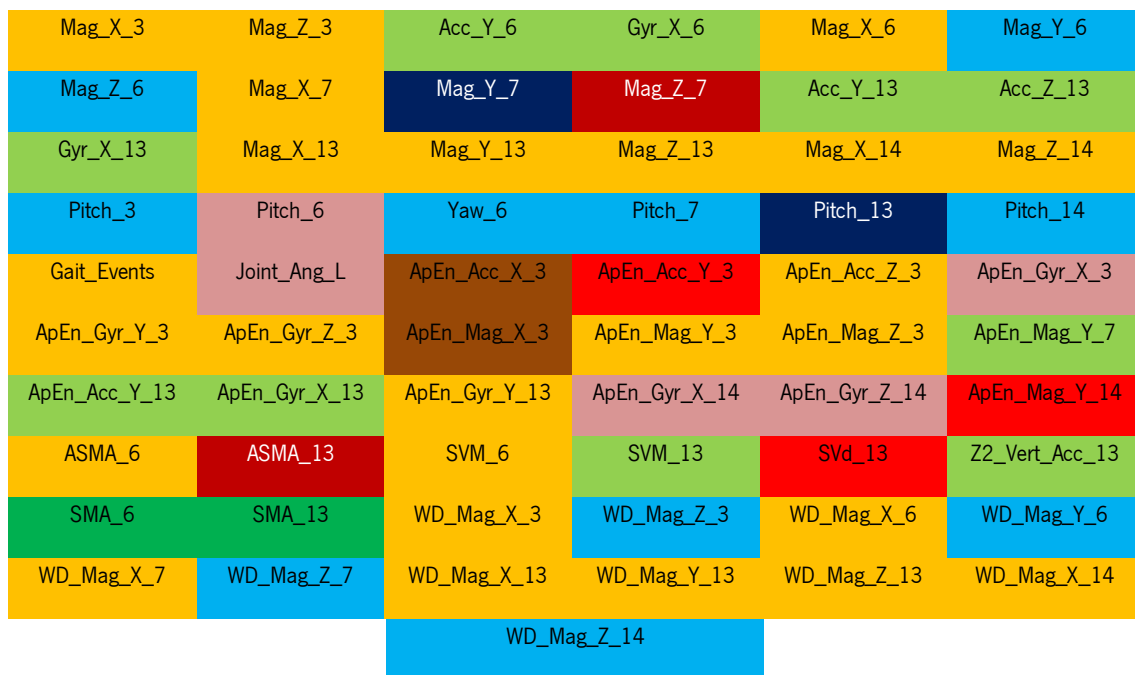 Mag_X_3 Mag_Z_3 Acc_Y_6 Gyr_X_6 Mag_X_6 Mag_Y_6
Mag_Z_6 Mag_X_7 Mag_Y_7 Mag_Z_7 Acc_Y_13 Acc_Z_13
Gyr_X_13 Mag_X_13 Mag_Y_13 Mag_Z_13 Mag_X_14 Mag_Z_14
Pitch_3 Pitch_6 Yaw_6 Pitch_7 Pitch_13 Pitch_14
Gait_Events Joint_Ang_L ApEn_Acc_X_3 ApEn_Acc_Y_3 ApEn_Acc_Z_3 ApEn_Gyr_X_3
ApEn_Gyr_Y_3 ApEn_Gyr_Z_3 ApEn_Mag_X_3 ApEn_Mag_Y_3 ApEn_Mag_Z_3 ApEn_Mag_Y_7
ApEn_Acc_Y_13 ApEn_Gyr_X_13 ApEn_Gyr_Y_13 ApEn_Gyr_X_14 ApEn_Gyr_Z_14 ApEn_Mag_Y_14
ASMA_6 ASMA_13 SVM_6 SVM_13 SVd_13 Z2_Vert_Acc_13
SMA_6 SMA_13 WD_Mag_X_3 WD_Mag_Z_3 WD_Mag_X_6 WD_Mag_Y_6
WD_Mag_X_7 WD_Mag_Z_7 WD_Mag_X_13 WD_Mag_Y_13 WD_Mag_Z_13 WD_Mag_X_14
WD_Mag_Z_14